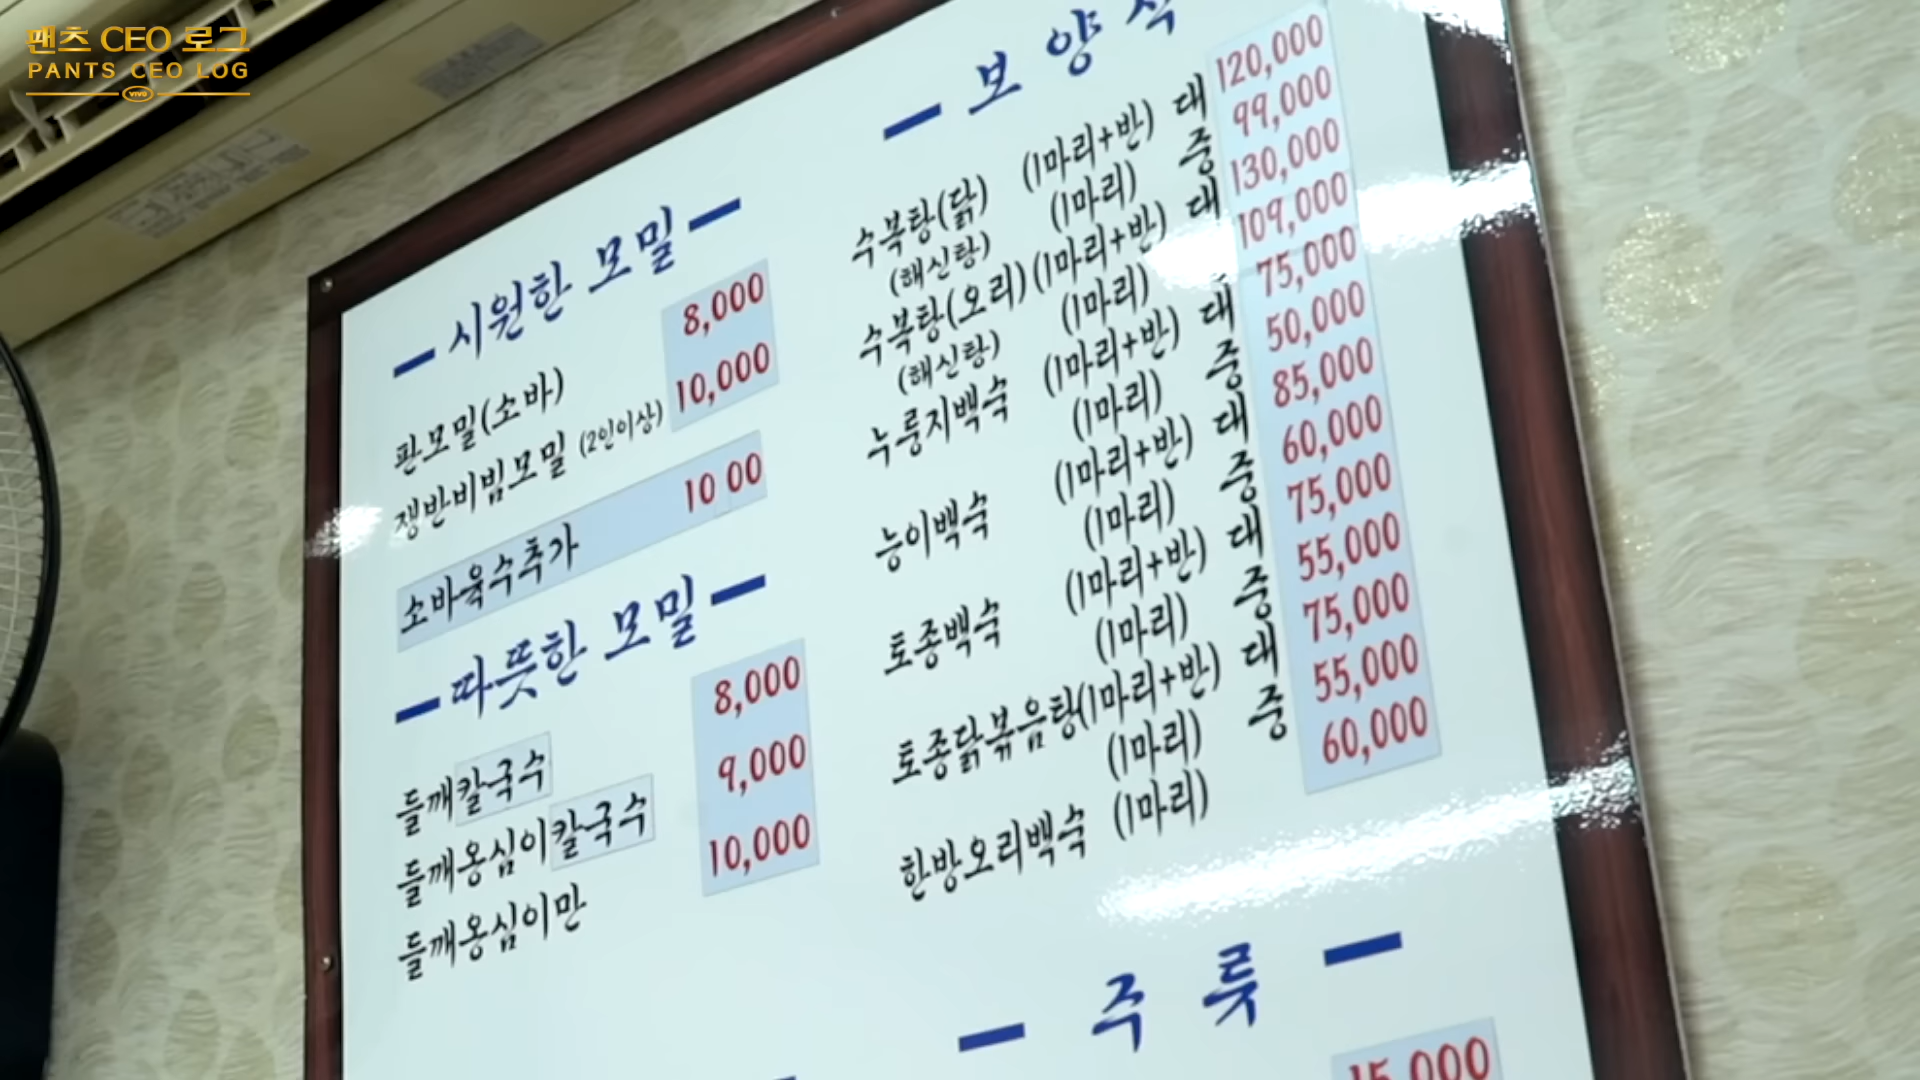 팬츠 CEO 로그
PANTS CEO LOG
VIVO
시원한 모밀
판모밀(소바) 8,000
쟁반비빔모밀 (2인이상) 10,000
소바육수추가 10 00
따뜻한 모밀
들깨칼국수 8,000
들깨옹심이칼국수 9,000
들깨옹심이만 10,000
보양식
수복탕(닭) (1마리+반) 대 120,000
(해신탕) (1마리) 중 99,000
수복탕(오리) (1마리+반) 대 130,000
(해신탕) (1마리) 109,000
누룽지백숙 (1마리+반) 대 75,000
(1마리) 중 50,000
능이백숙 (1마리+반) 대 85,000
(1마리) 중 60,000
토종백숙 (1마리+반) 대 75,000
(1마리) 중 55,000
토종닭볶음탕(1마리+반) 대 75,000
(1마리) 중 55,000
한방오리백숙 (1마리) 60,000
주 륫
15,000